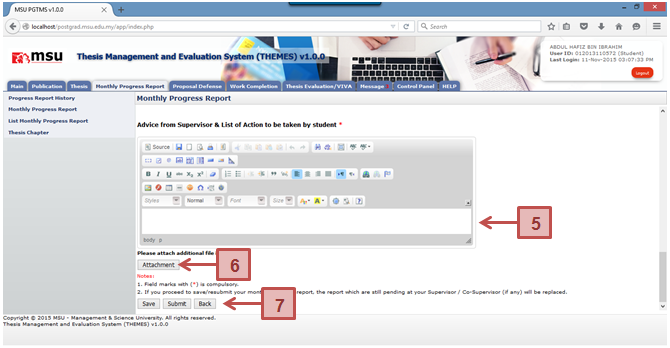 MSU PGTMS v1.0.0
localhost/postgrad.msu.edu.my/app/index.php
Search
msu
Thesis Management and Evaluation System (THEMES) v1.0.0
ABDUL HAFIZ BIN IBRAHIM
User ID: 012013110572 (Student)
Last Login: 11-Nov-2015 03:07:33 PM
Logout
Main Publication Thesis Monthly Progress Report Proposal Defense Work Completion Thesis Evaluation/VIVA Message Control Panel HELP
Progress Report History
Monthly Progress Report
List Monthly Progress Report
Thesis Chapter
Monthly Progress Report
Advice from Supervisor & List of Action to be taken by student *
Source
Styles Normal Font Size
body p
5
Please attach additional file
Attachment
6
Notes:
1. Field marks with (*) is compulsory.
2. If you proceed to save/resubmit your mon report, the report which are still pending at your Supervisor / Co-Supervisor (if any) will be replaced.
Save Submit Back
7
Copyright © 2015 MSU - Management & Science University. All rights reserved.
Thesis Management and Evaluation System (THEMES) v1.0.0